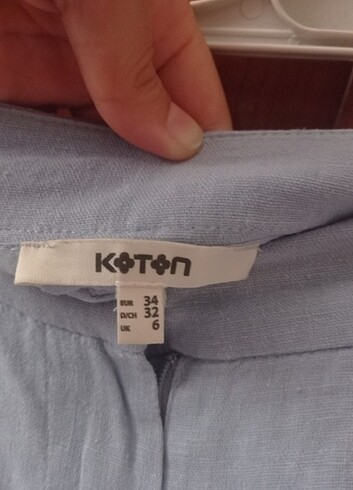 KOTON
EUR 34
D/CH 32
UK 6